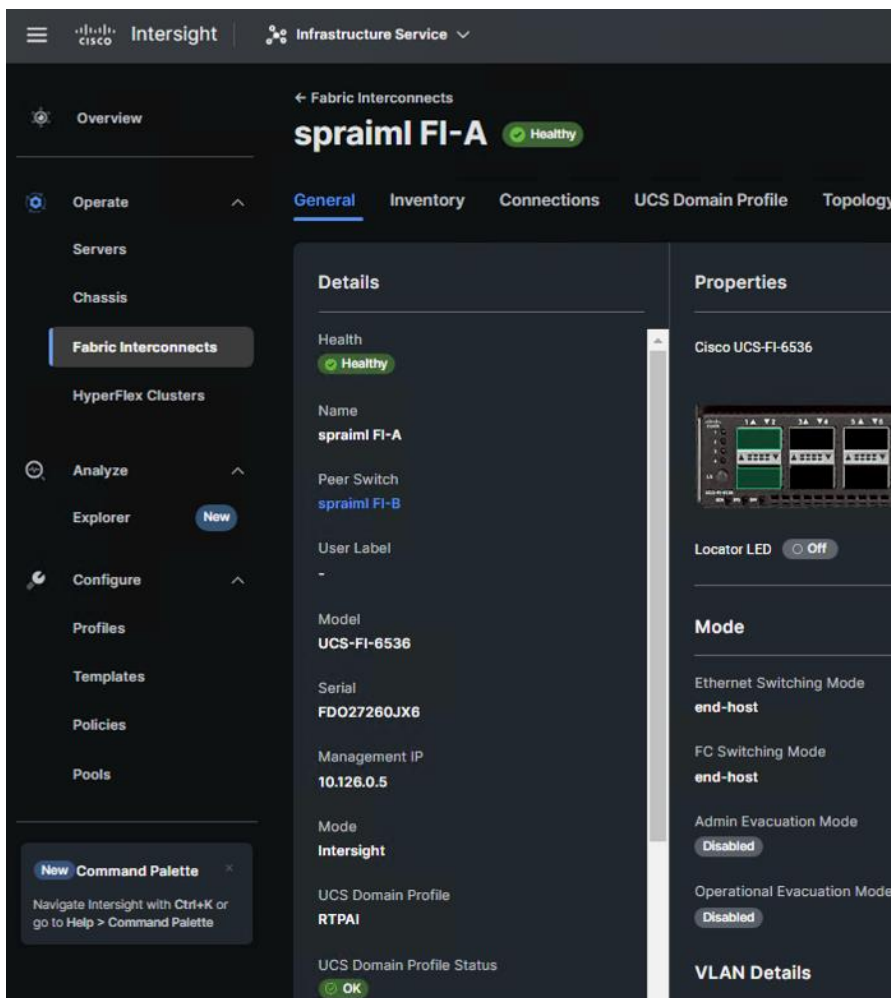 cisco Intersight
Infrastructure Service
Overview
Operate
Servers
Chassis
Fabric Interconnects
HyperFlex Clusters
Analyze
Explorer New
Configure
Profiles
Templates
Policies
Pools
New Command Palette
Navigate Intersight with Ctrl+K or
go to Help > Command Palette
← Fabric Interconnects
spraiml FI-A Healthy
General Inventory Connections UCS Domain Profile Topology
Details
Health
Healthy
Name
spraiml FI-A
Peer Switch
spraiml FI-B
User Label
-
Model
UCS-FI-6536
Serial
FDO27260JX6
Management IP
10.126.0.5
Mode
Intersight
UCS Domain Profile
RTPAI
UCS Domain Profile Status
OK
Properties
Cisco UCS-FI-6536
Locator LED Off
Mode
Ethernet Switching Mode
end-host
FC Switching Mode
end-host
Admin Evacuation Mode
Disabled
Operational Evacuation Mode
Disabled
VLAN Details